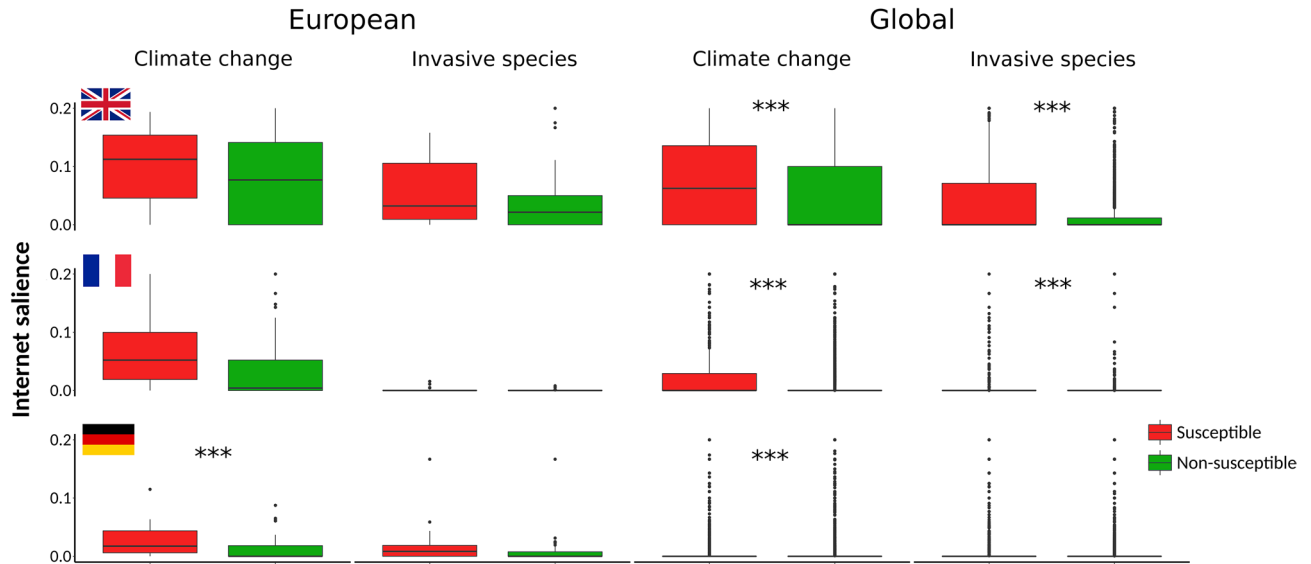 European Global
Climate change Invasive species Climate change Invasive species
Internet salience
0.2 *** ***
0.1
0.0
0.2 *** ***
0.1
0.0
0.2 *** ***
0.1
0.0
Susceptible
Non-susceptible